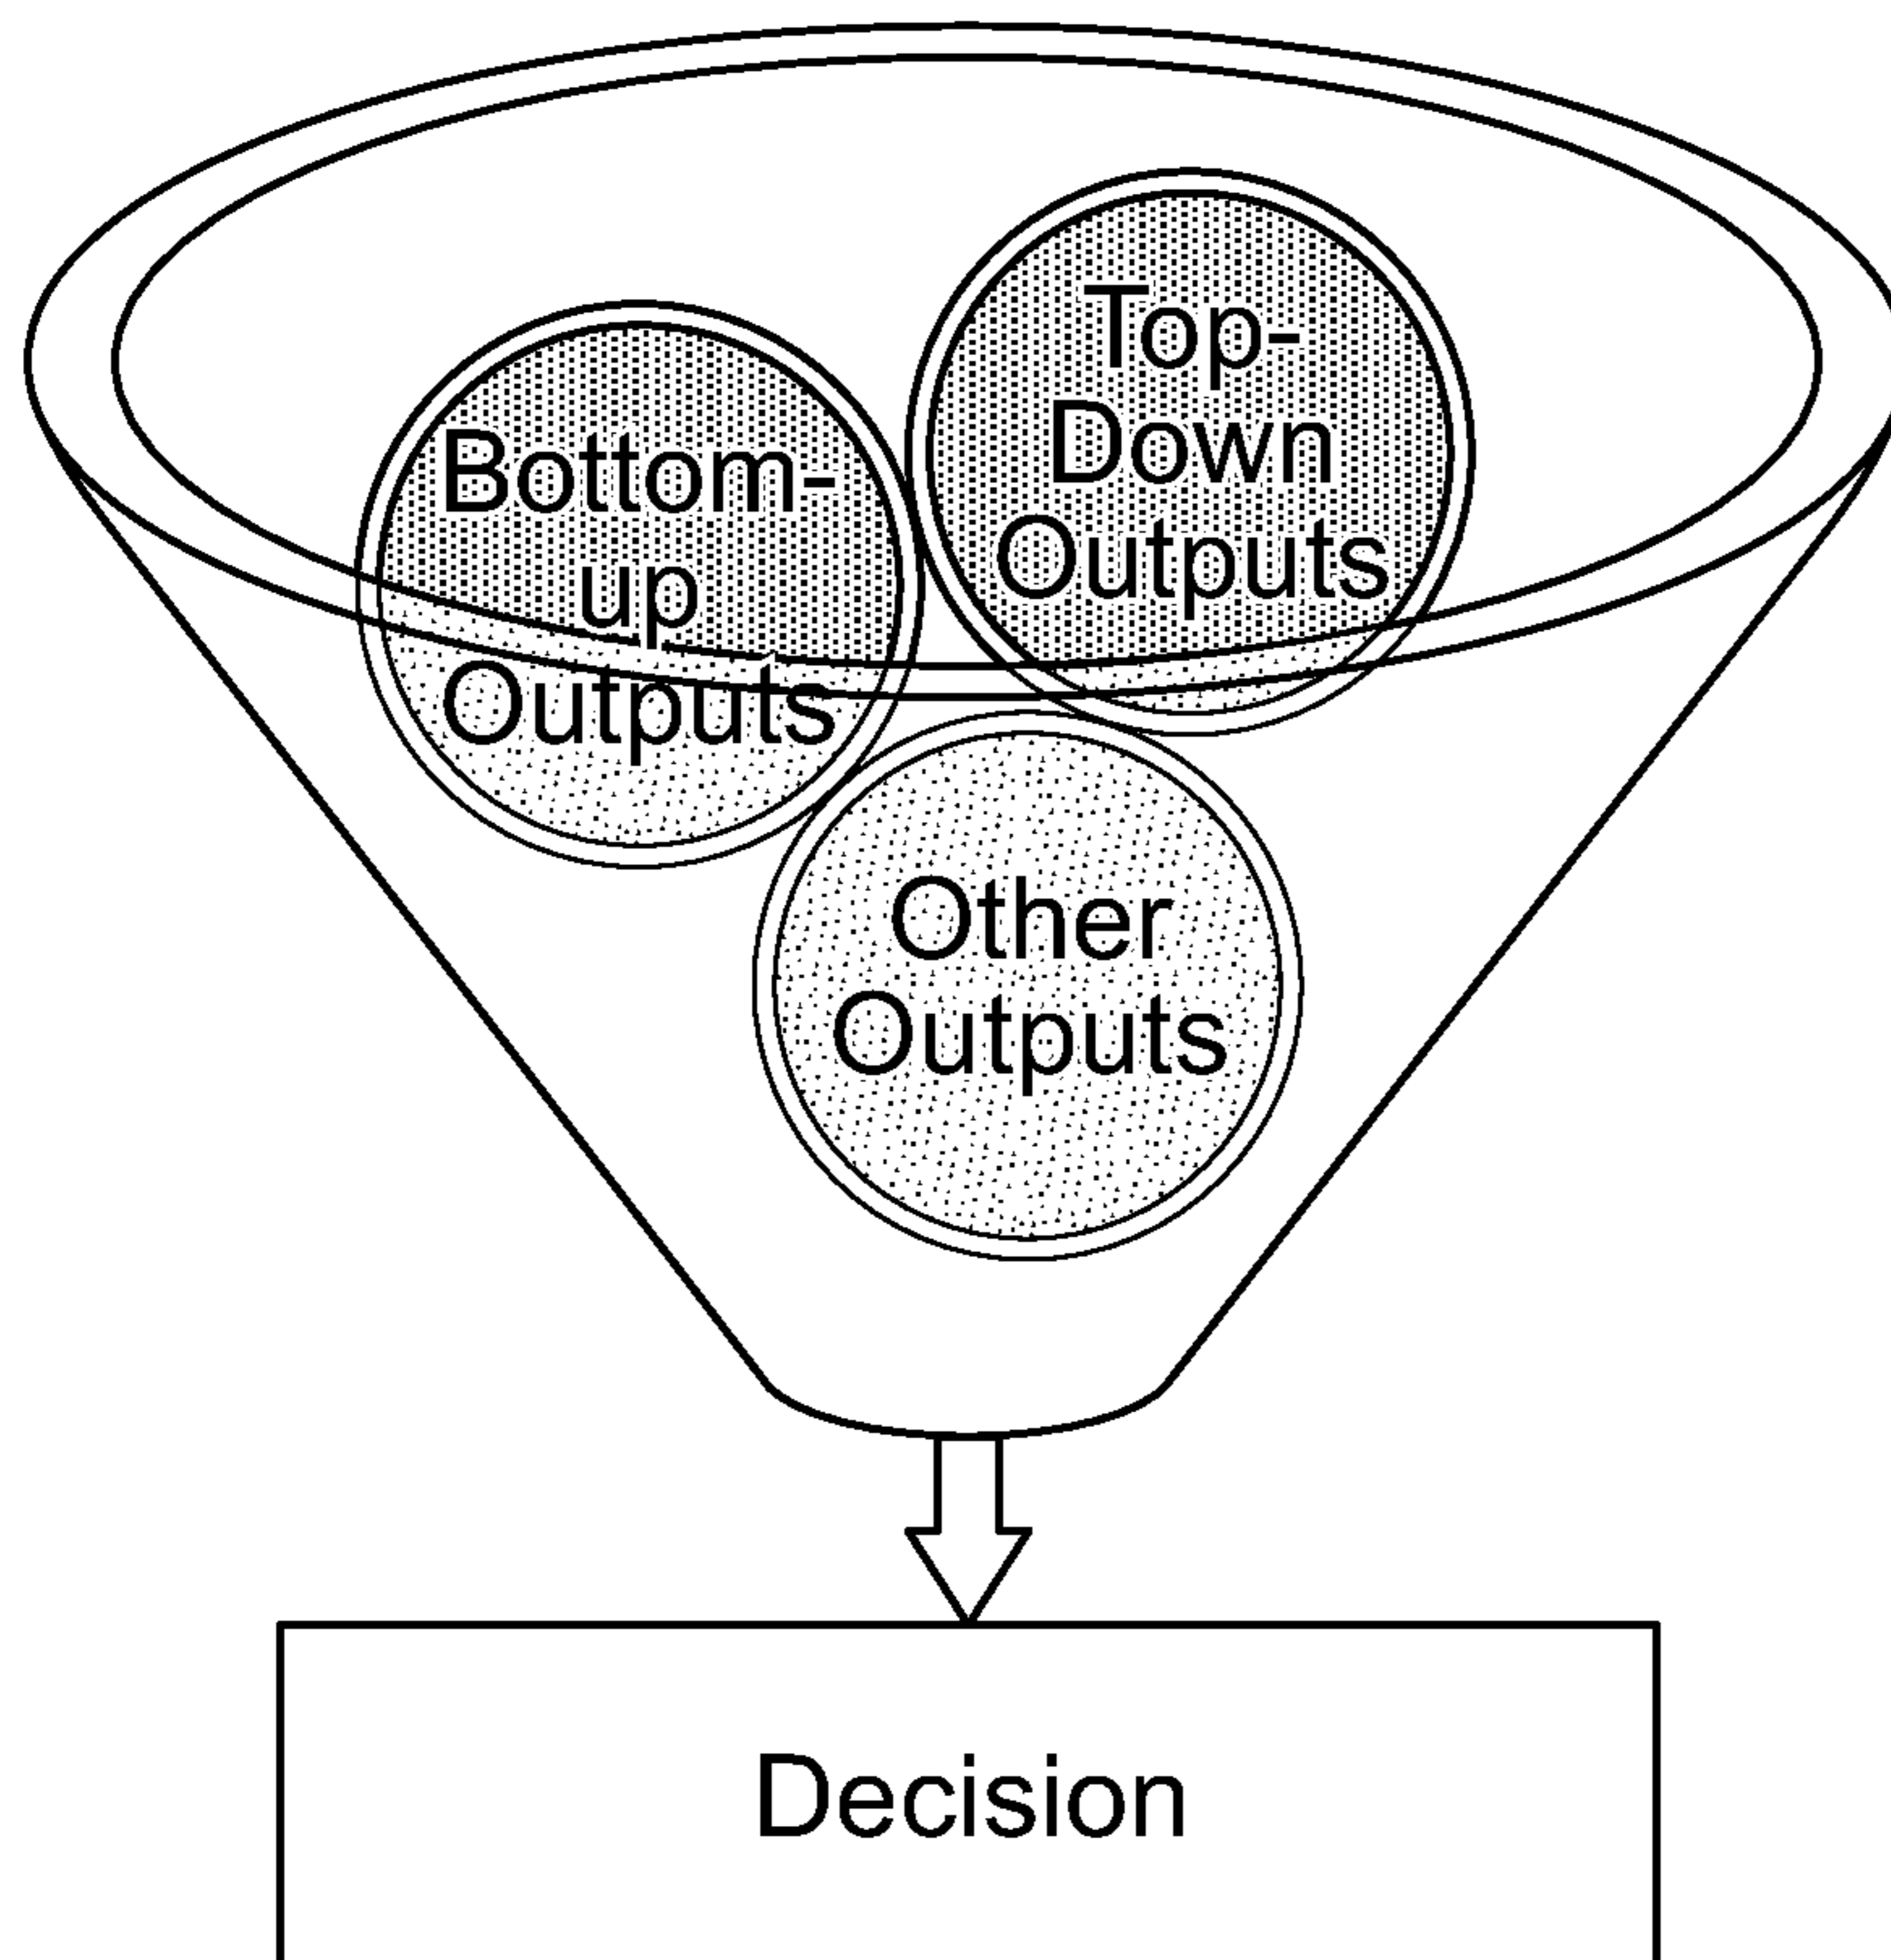 Top-
Down
Outputs
Bottom-
up
Outputs
Other
Outputs
Decision